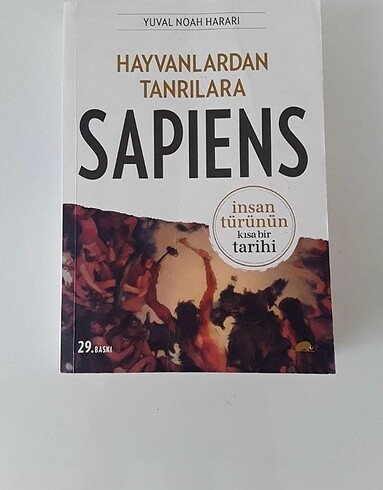 YUVAL NOAH HARARI
HAYVANLARDAN
TANRILARA
SAPIENS
insan
türünün
kısa bir
tarihi
29. BASKI